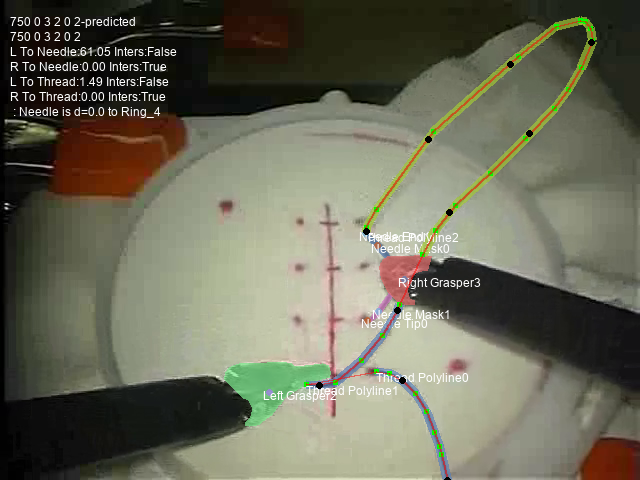 750 0 3 2 0 2-predicted
750 0 3 2 0 2
L To Needle:61.05 Inters:False
R To Needle:0.00 Inters:True
L To Thread:1.49 Inters:False
R To Thread:0.00 Inters:True
: Needle is d=0.0 to Ring_4
Thread Polyline2
Needle Mask0
Right Grasper3
Needle Mask1
Needle Tip0
Thread Polyline0
Thread Polyline1
Left Grasper2